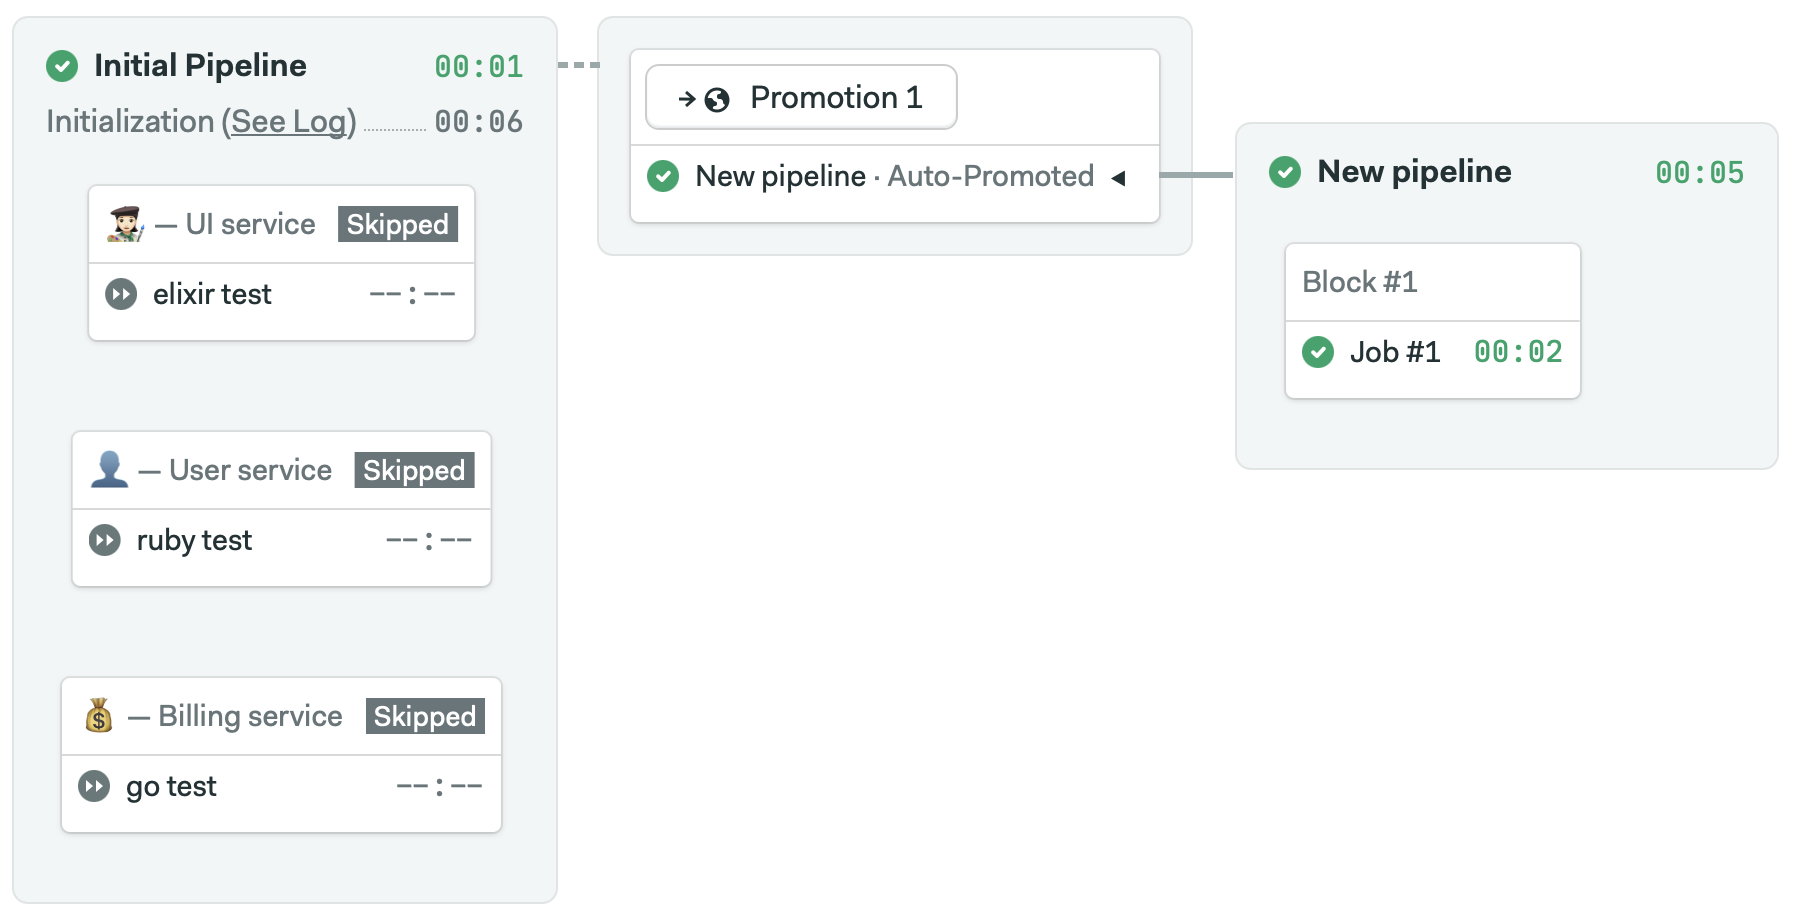 Initial Pipeline 00:01
Initialization (See Log) 00:06
— UI service Skipped
elixir test --:--
— User service Skipped
ruby test --:--
— Billing service Skipped
go test --:--
→ Promotion 1
New pipeline · Auto-Promoted ◀
New pipeline 00:05
Block #1
Job #1 00:02